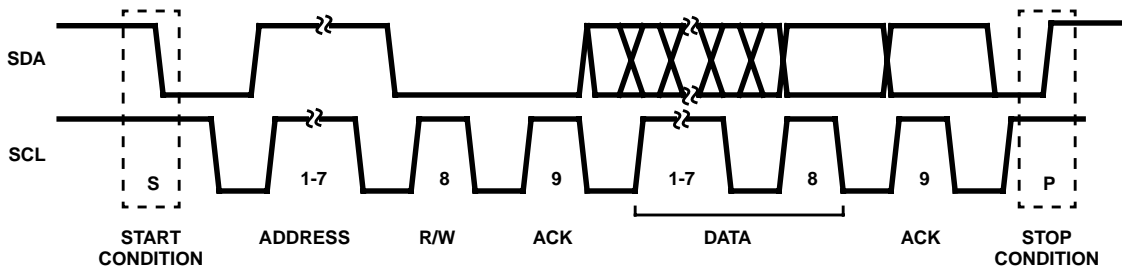 SDA
SCL
S
1-7
8
9
1-7
8
9
P
START
CONDITION
ADDRESS
R/W
ACK
DATA
ACK
STOP
CONDITION